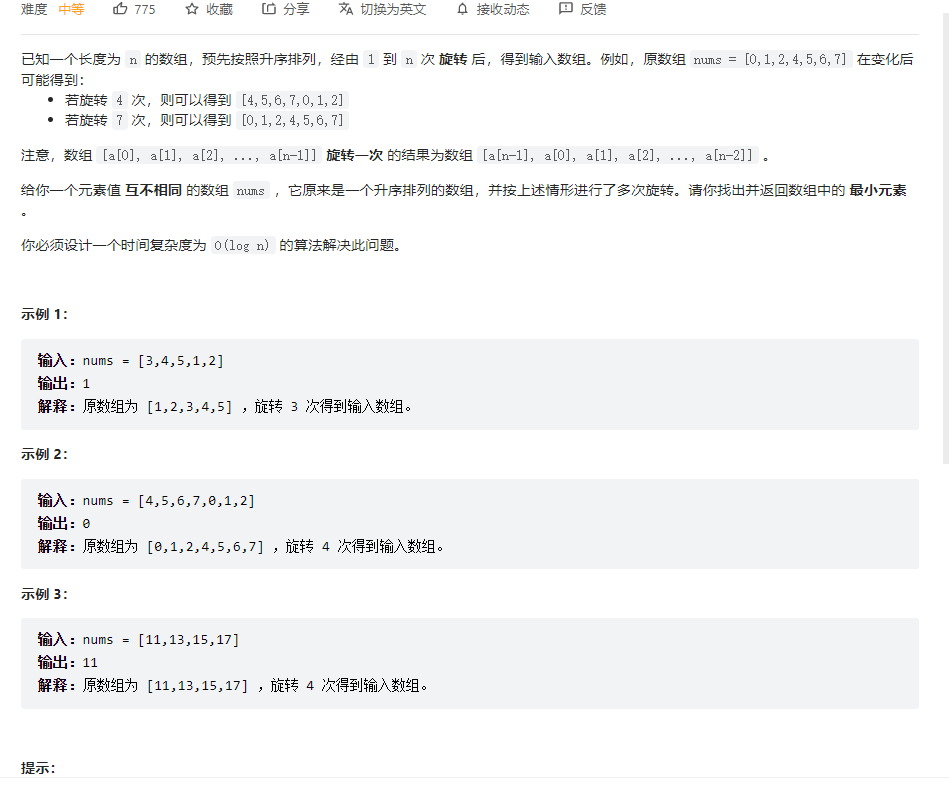 难度 中等 775 收藏 分享 切换为英文 接收动态 反馈
已知一个长度为 n 的数组，预先按照升序排列，经由 1 到 n 次 旋转 后，得到输入数组。例如，原数组 nums = [0,1,2,4,5,6,7] 在变化后
可能得到：
• 若旋转 4 次，则可以得到 [4,5,6,7,0,1,2]
• 若旋转 7 次，则可以得到 [0,1,2,4,5,6,7]
注意，数组 [a[0], a[1], a[2], ..., a[n-1]] 旋转一次 的结果为数组 [a[n-1], a[0], a[1], a[2], ..., a[n-2]] 。
给你一个元素值 互不相同 的数组 nums ，它原来是一个升序排列的数组，并按上述情形进行了多次旋转。请你找出并返回数组中的 最小元素
。
你必须设计一个时间复杂度为 O(log n) 的算法解决此问题。
示例 1：
输入：nums = [3,4,5,1,2]
输出：1
解释：原数组为 [1,2,3,4,5] ，旋转 3 次得到输入数组。
示例 2：
输入：nums = [4,5,6,7,0,1,2]
输出：0
解释：原数组为 [0,1,2,4,5,6,7] ，旋转 4 次得到输入数组。
示例 3：
输入：nums = [11,13,15,17]
输出：11
解释：原数组为 [11,13,15,17] ，旋转 4 次得到输入数组。
提示：